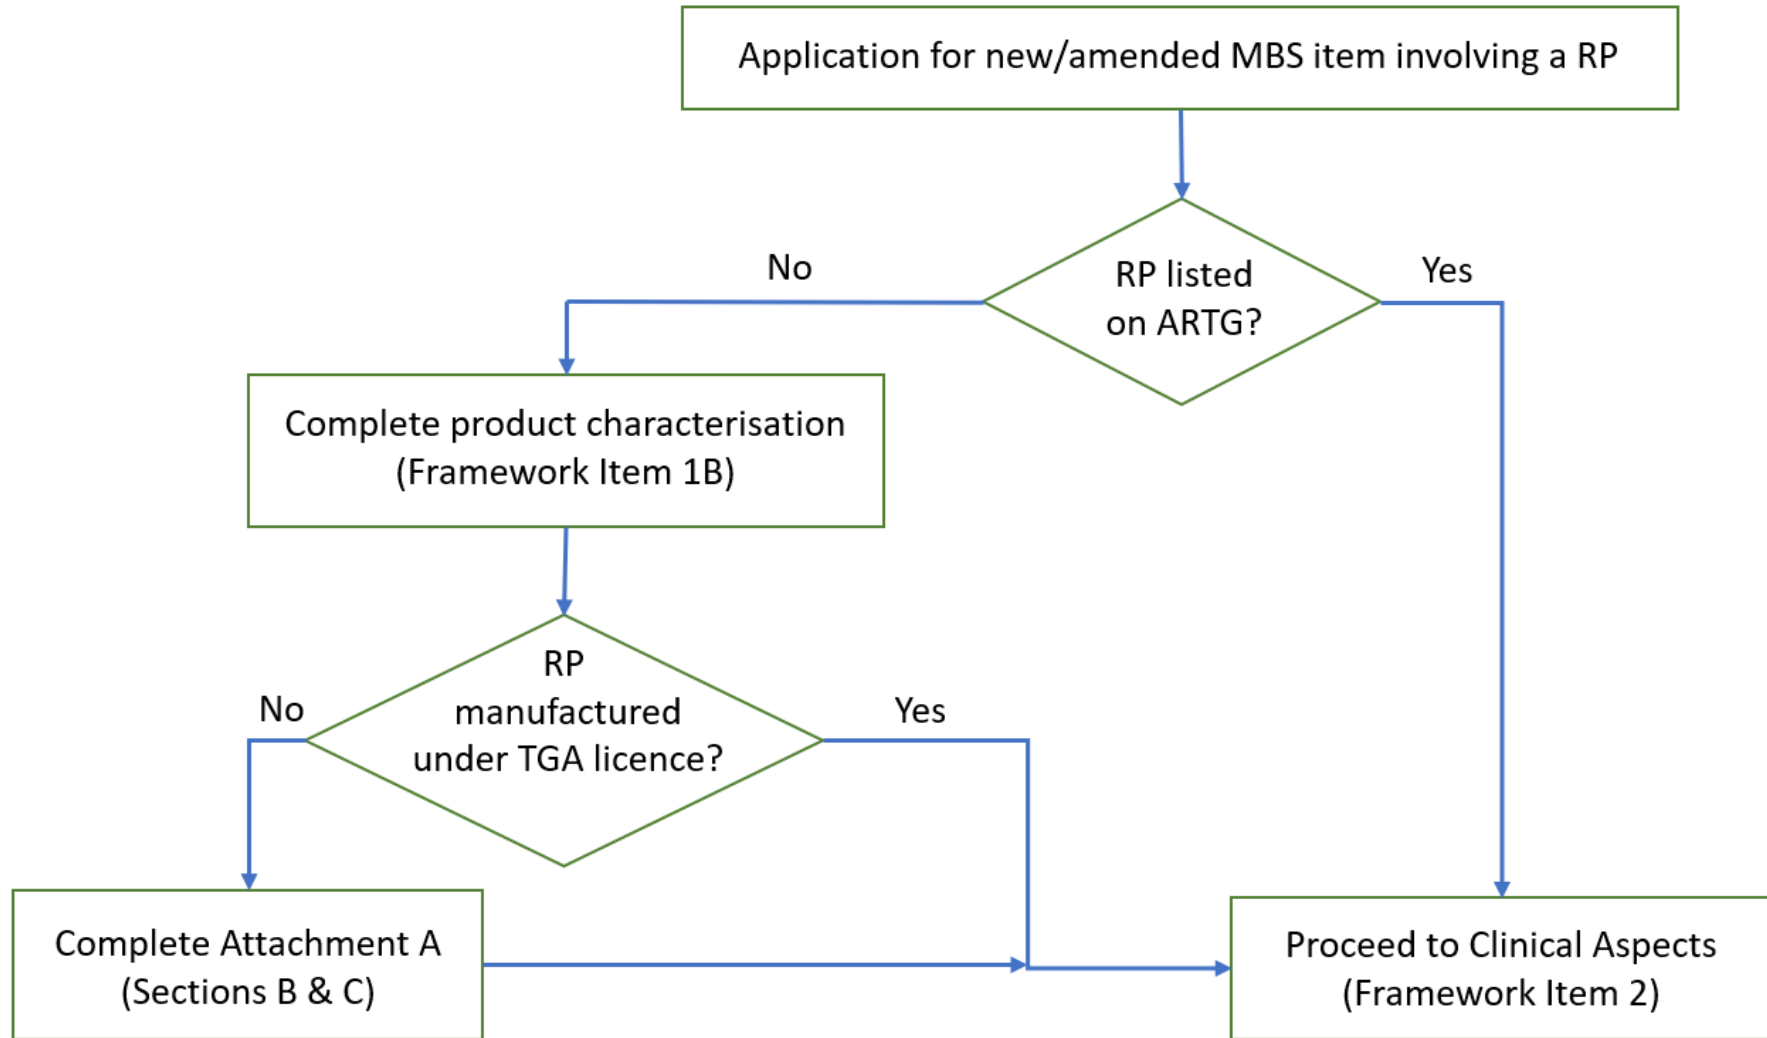 Application for new/amended MBS item involving a RP
No
RP listed
on ARTG?
Yes
Complete product characterisation
(Framework Item 1B)
No
RP
manufactured
under TGA licence?
Yes
Complete Attachment A
(Sections B & C)
Proceed to Clinical Aspects
(Framework Item 2)